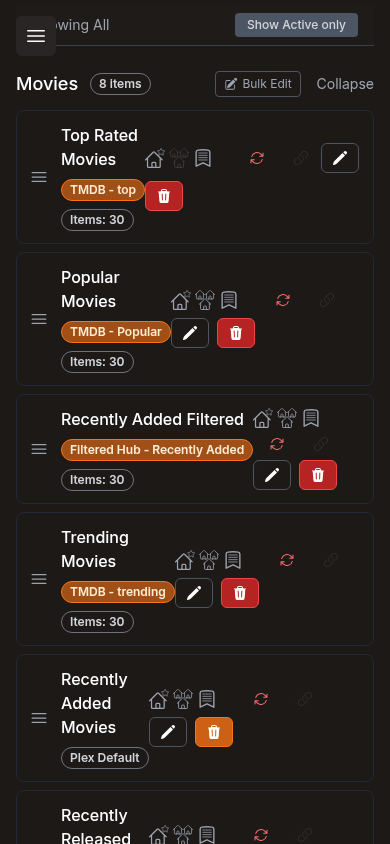 owing All
Show Active only
Movies
8 items
Bulk Edit
Collapse
Top Rated
Movies
TMDB - top
Items: 30
Popular
Movies
TMDB - Popular
Items: 30
Recently Added Filtered
Filtered Hub - Recently Added
Items: 30
Trending
Movies
TMDB - trending
Items: 30
Recently
Added
Movies
Plex Default
Recently
Released